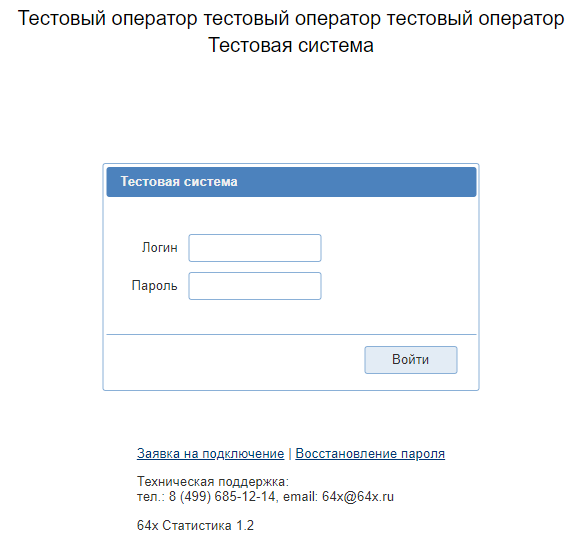 Тестовый оператор тестовый оператор тестовый оператор
Тестовая система
Тестовая система
Логин
Пароль
Войти
Заявка на подключение | Восстановление пароля
Техническая поддержка:
тел.: 8 (499) 685-12-14, email: 64x@64x.ru
64x Статистика 1.2